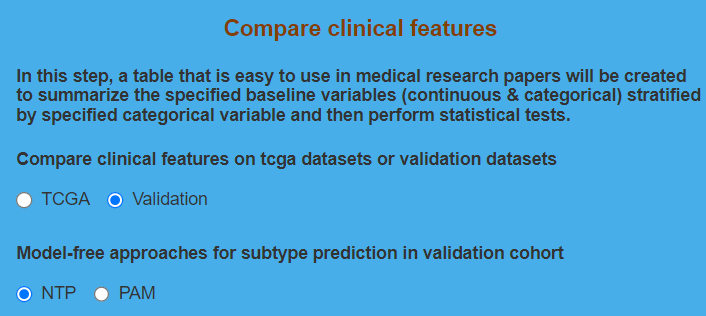 Compare clinical features
In this step, a table that is easy to use in medical research papers will be created
to summarize the specified baseline variables (continuous & categorical) stratified
by specified categorical variable and then perform statistical tests.
Compare clinical features on tcga datasets or validation datasets
TCGA Validation
Model-free approaches for subtype prediction in validation cohort
NTP PAM